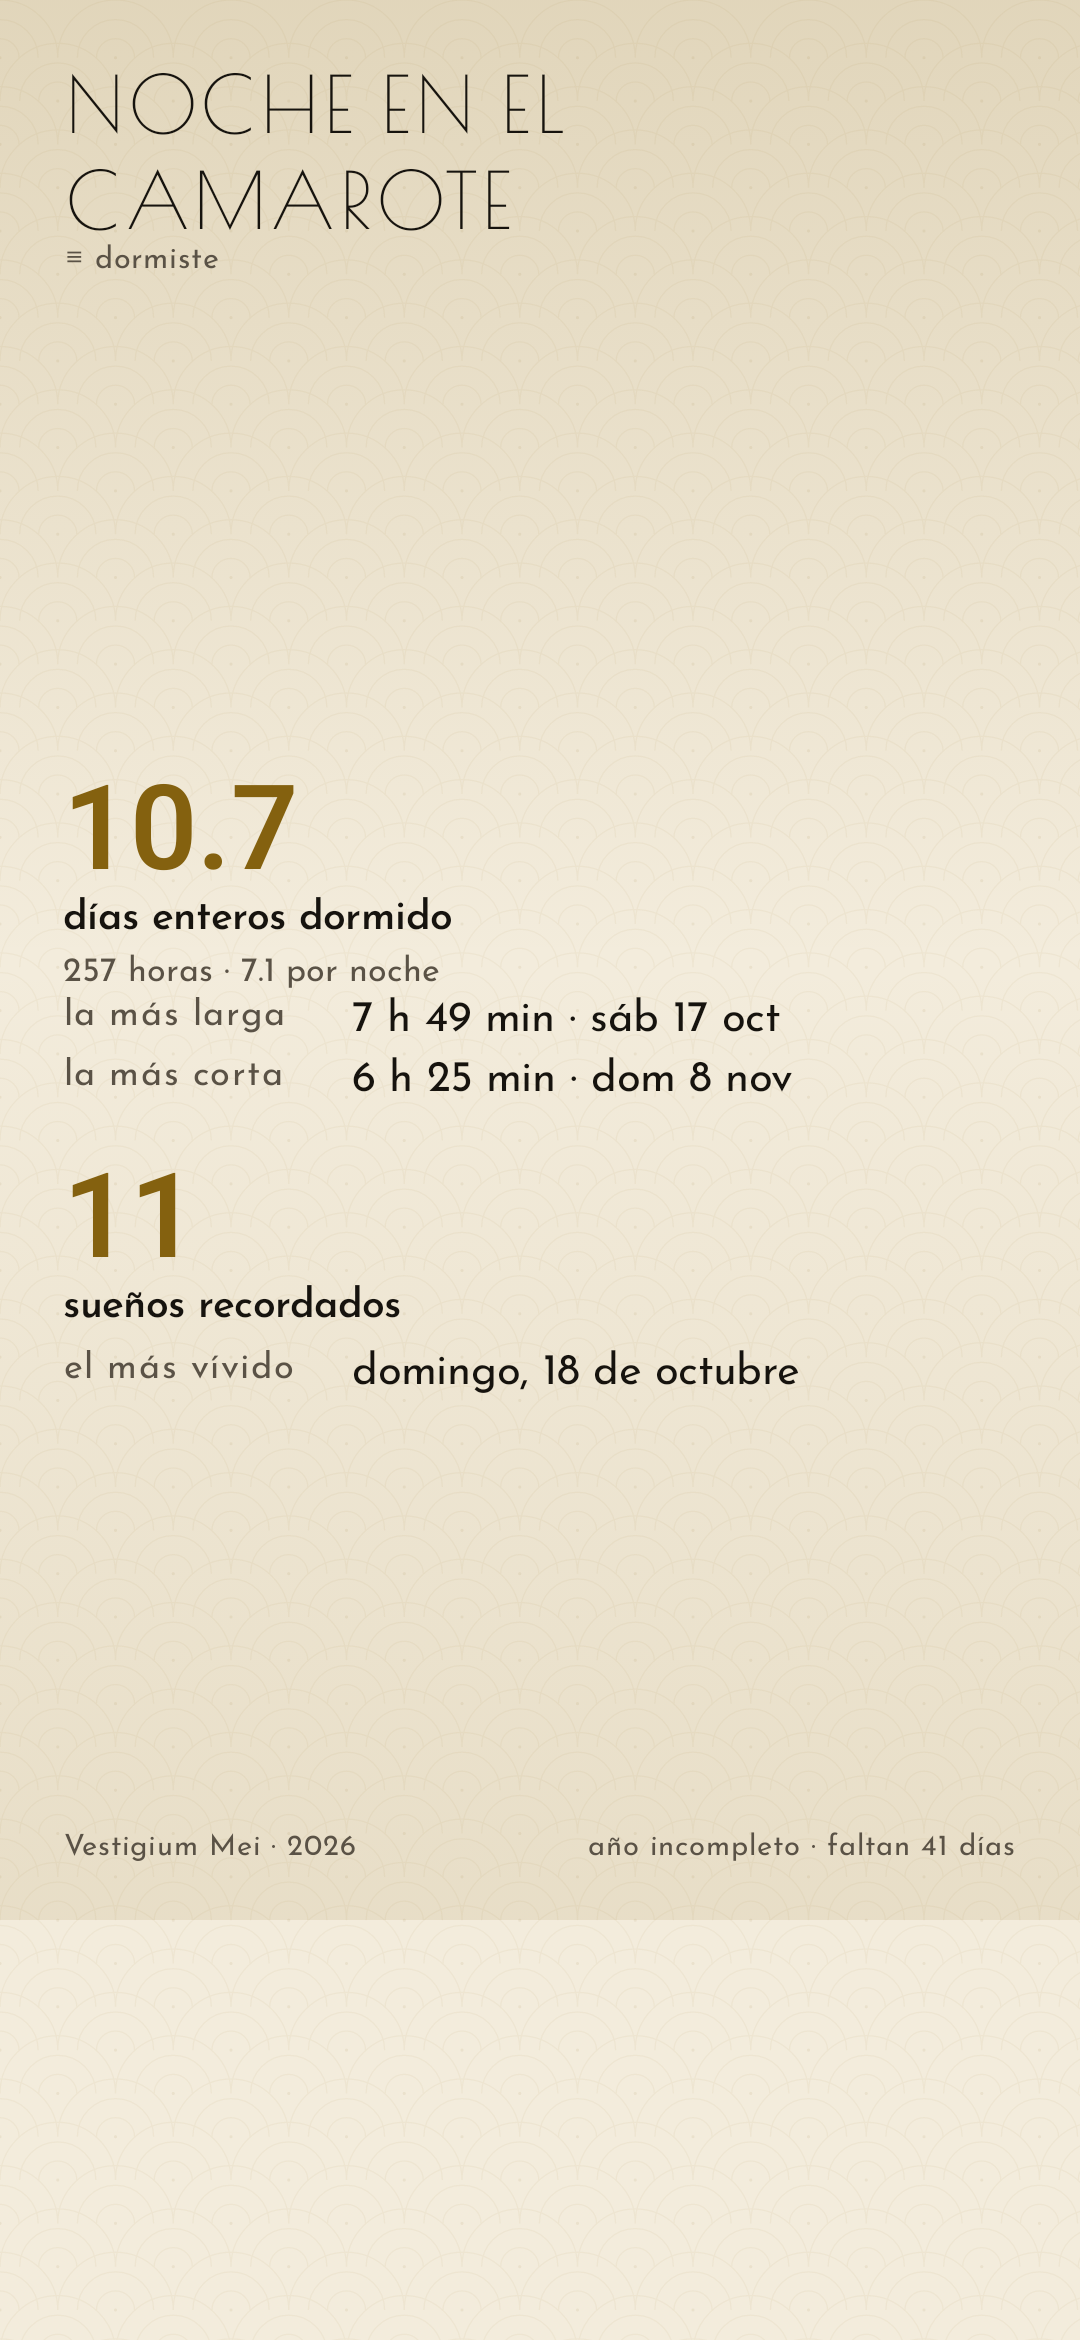 NOCHE EN EL
CAMAROTE
≡ dormiste
10.7
días enteros dormido
257 horas · 7.1 por noche
la más larga 7 h 49 min · sáb 17 oct
la más corta 6 h 25 min · dom 8 nov
11
sueños recordados
el más vívido domingo, 18 de octubre
Vestigium Mei · 2026 año incompleto · faltan 41 días